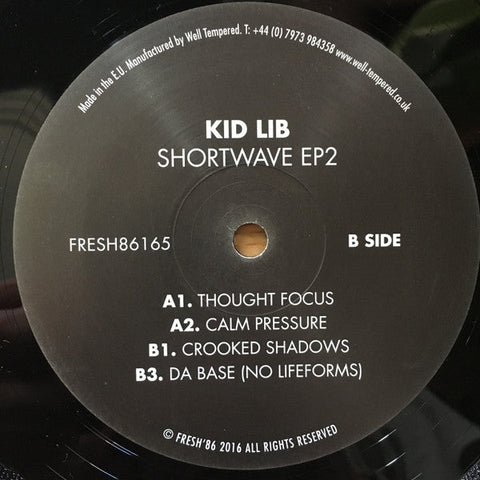 Made in the E.U. Manufactured by Well Tempered. T: +44 (0) 7973 984358 www.well-tempered.co.uk
KID LIB
SHORTWAVE EP2
FRESH86165
B SIDE
A1. THOUGHT FOCUS
A2. CALM PRESSURE
B1. CROOKED SHADOWS
B3. DA BASE (NO LIFEFORMS)
© FRESH'86 2016 ALL RIGHTS RESERVED